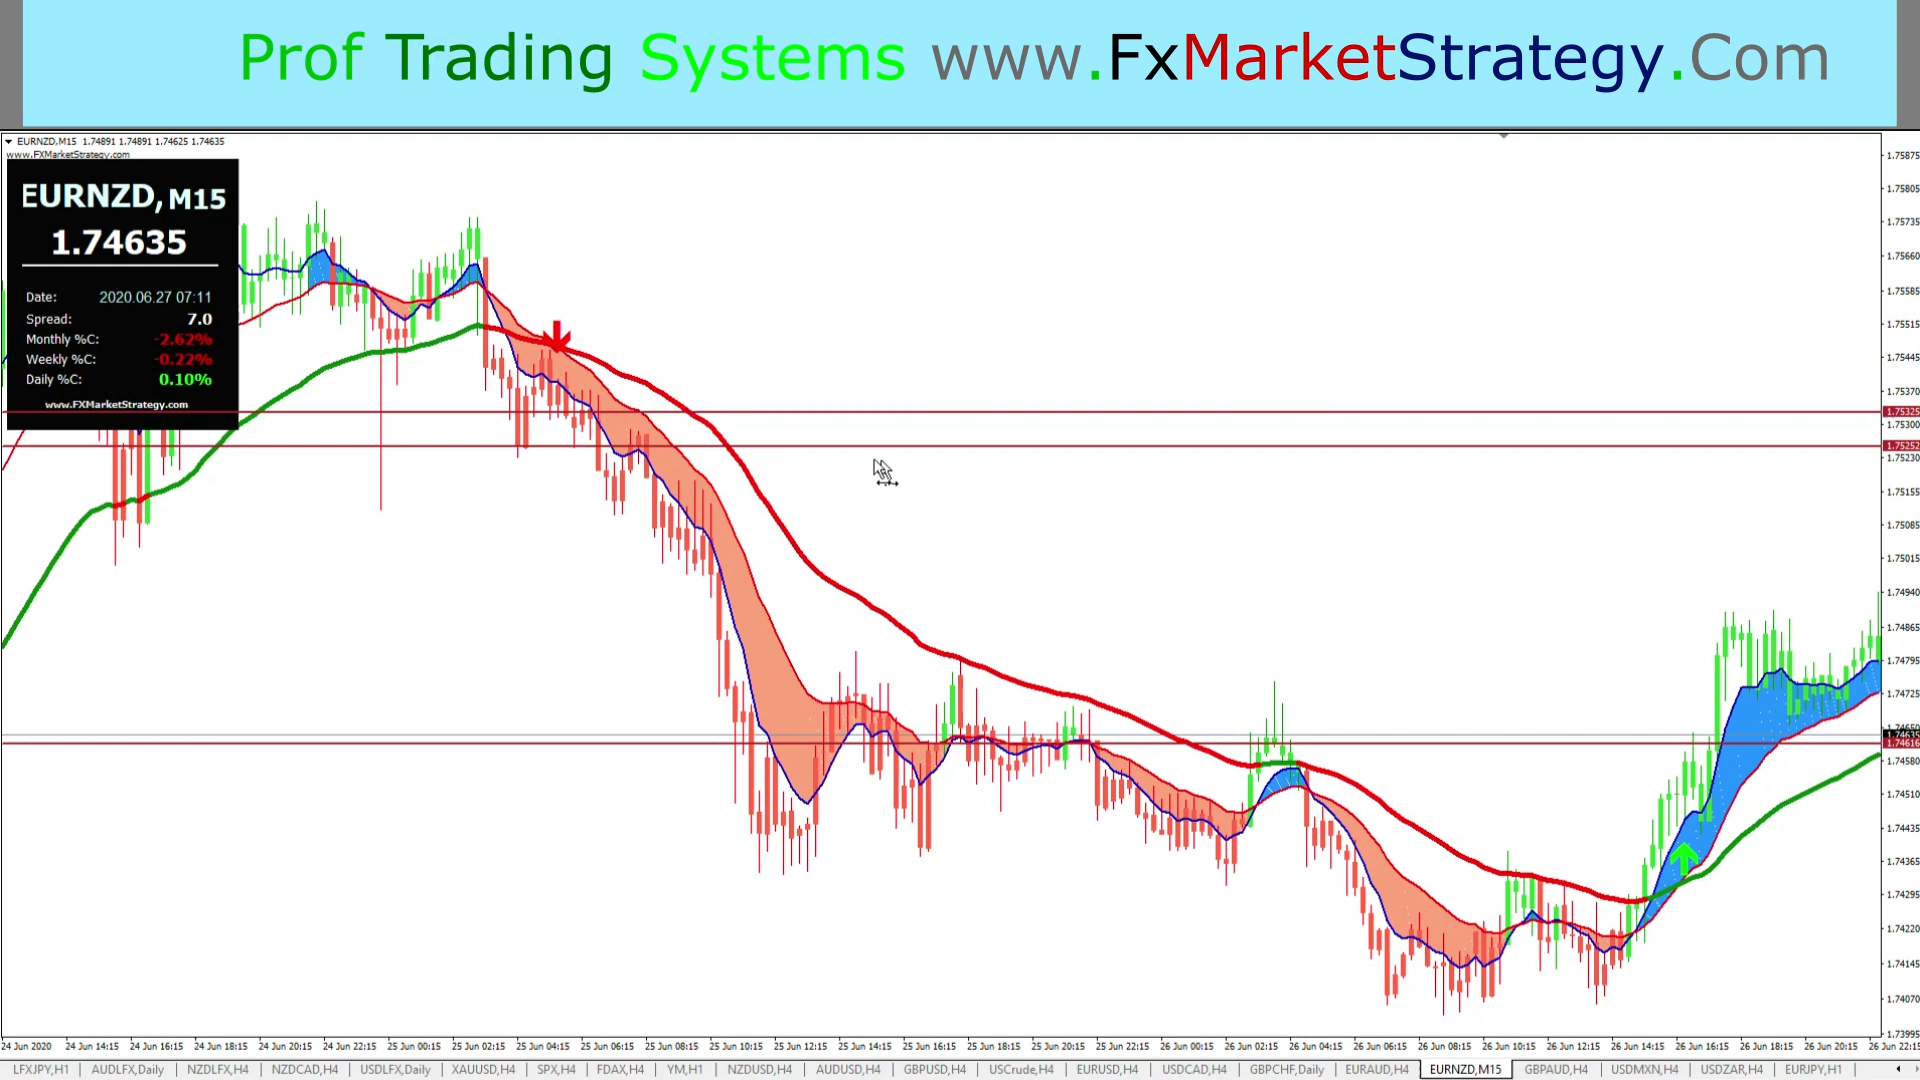 Prof Trading Systems www.FxMarketStrategy.Com
EURNZD,M15 1.74891 1.74891 1.74625 1.74635
www.FXMarketStrategy.com
EURNZD, M15
1.74635
Date: 2020.06.27 07:11
Spread: 7.0
Monthly %C: -2.62%
Weekly %C: -0.22%
Daily %C: 0.10%
www.FXMarketStrategy.com
1.75875
1.75805
1.75735
1.75660
1.75585
1.75515
1.75445
1.75370
1.75325
1.75300
1.75252
1.75230
1.75155
1.75085
1.75015
1.74940
1.74865
1.74795
1.74725
1.74635
1.74616
1.74580
1.74510
1.74435
1.74365
1.74295
1.74220
1.74145
1.74070
1.73995
24 Jun 2020 24 Jun 14:15 24 Jun 16:15 24 Jun 18:15 24 Jun 20:15 24 Jun 22:15 25 Jun 00:15 25 Jun 02:15 25 Jun 04:15 25 Jun 06:15 25 Jun 08:15 25 Jun 10:15 25 Jun 12:15 25 Jun 14:15 25 Jun 16:15 25 Jun 18:15 25 Jun 20:15 25 Jun 22:15 26 Jun 00:15 26 Jun 02:15 26 Jun 04:15 26 Jun 06:15 26 Jun 08:15 26 Jun 10:15 26 Jun 12:15 26 Jun 14:15 26 Jun 16:15 26 Jun 18:15 26 Jun 20:15 26 Jun 22:15
LFXJPY,H1 AUDLFX,Daily NZDLFX,H4 NZDCAD,H4 USDLFX,Daily XAUUSD,H4 SPX,H4 FDAX,H4 YM,H1 NZDUSD,H4 AUDUSD,H4 GBPUSD,H4 USCrude,H4 EURUSD,H4 USDCAD,H4 GBPCHF,Daily EURAUD,H4 EURNZD,M15 GBPAUD,H4 USDMXN,H4 USDZAR,H4 EURJPY,H1